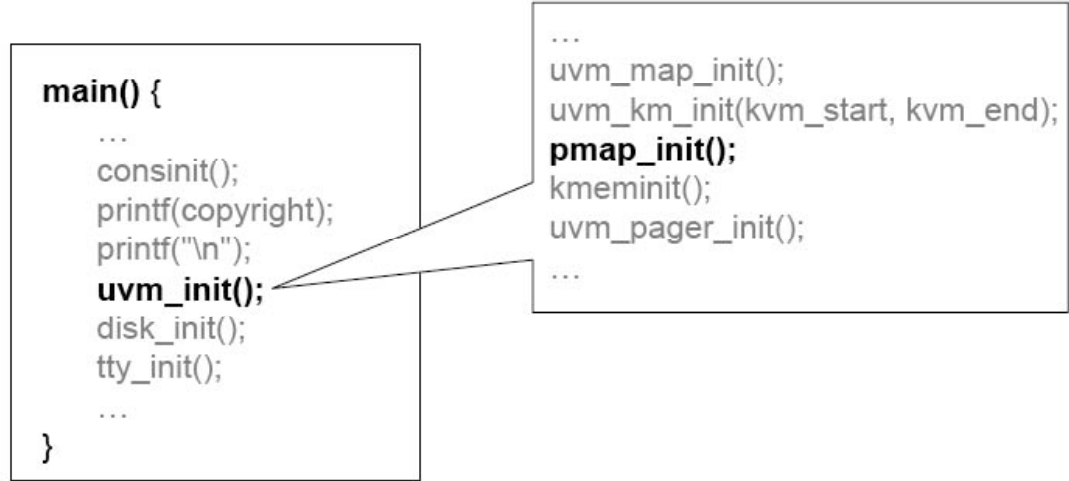 main() {
...
consinit();
printf(copyright);
printf("\n");
uvm_init();
disk_init();
tty_init();
...
}
...
uvm_map_init();
uvm_km_init(kvm_start, kvm_end);
pmap_init();
kmeminit();
uvm_pager_init();
...